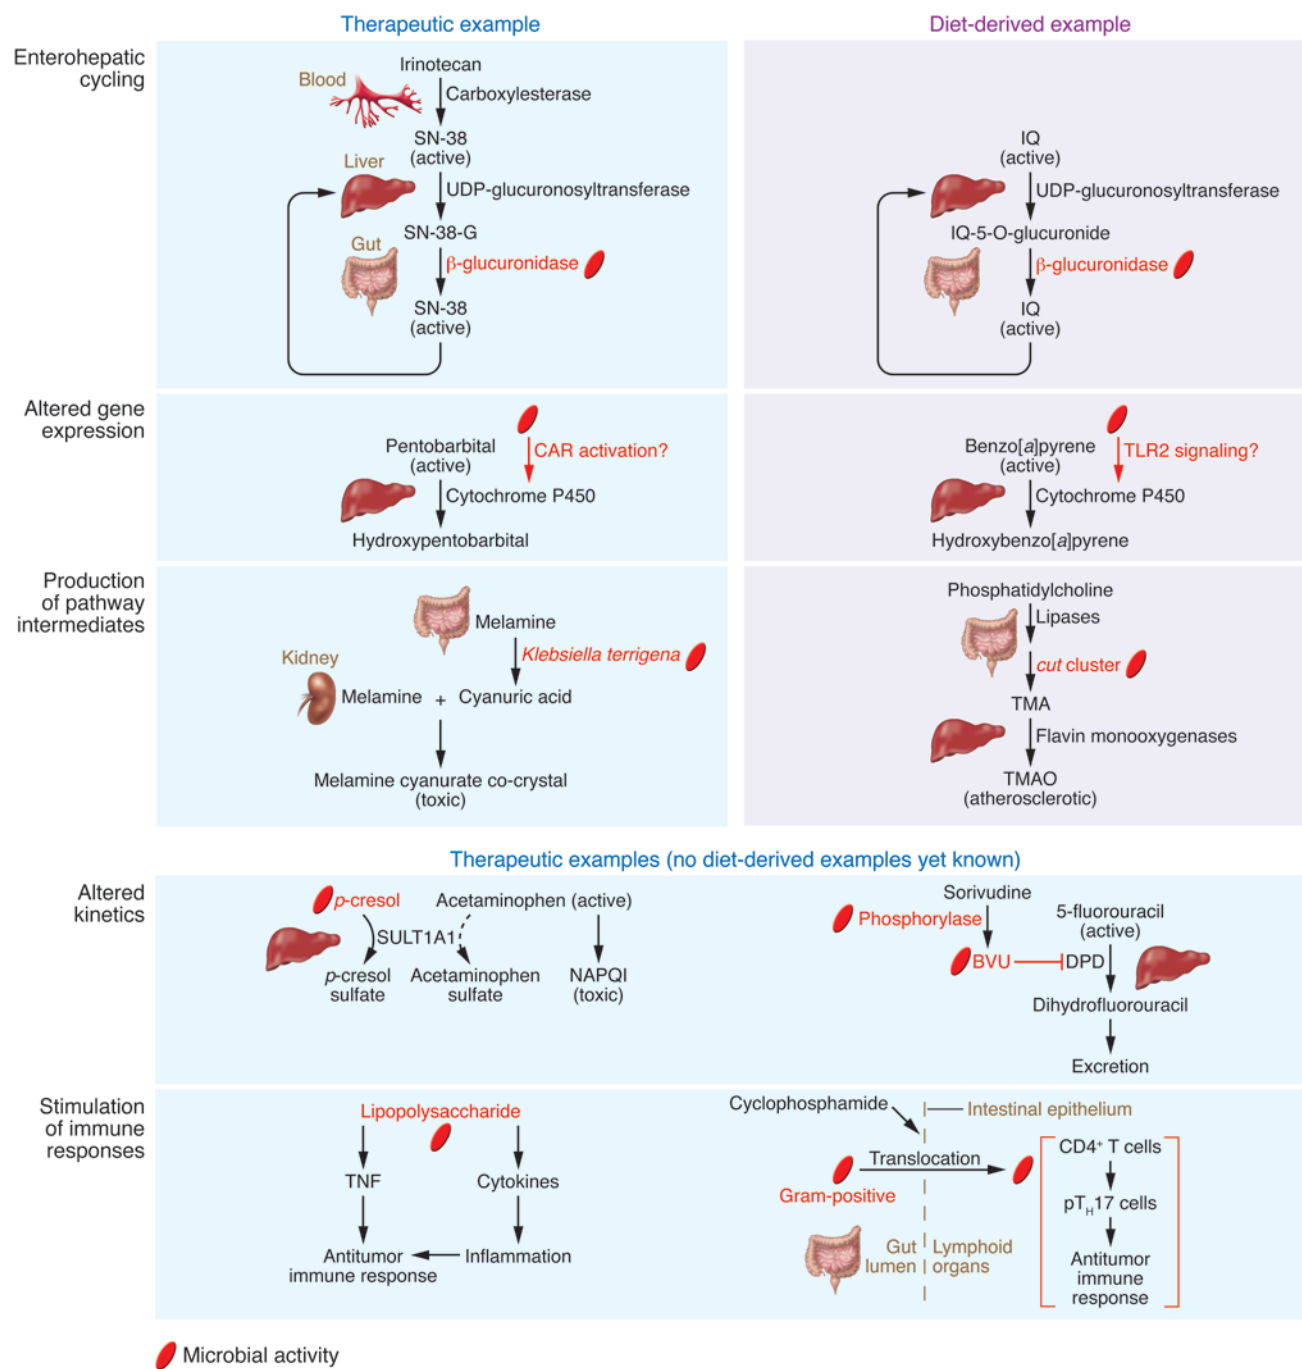 Therapeutic example
Diet-derived example
Enterohepatic
cycling
Blood
Irinotecan
Carboxylesterase
SN-38
(active)
Liver
UDP-glucuronosyltransferase
SN-38-G
Gut
β-glucuronidase
SN-38
(active)
IQ
(active)
UDP-glucuronosyltransferase
IQ-5-O-glucuronide
β-glucuronidase
IQ
(active)
Altered gene
expression
Pentobarbital
(active)
CAR activation?
Cytochrome P450
Hydroxypentobarbital
Benzo[a]pyrene
(active)
TLR2 signaling?
Cytochrome P450
Hydroxybenzo[a]pyrene
Production
of pathway
intermediates
Melamine
Klebsiella terrigena
Kidney
Melamine + Cyanuric acid
Melamine cyanurate co-crystal
(toxic)
Phosphatidylcholine
Lipases
cut cluster
TMA
Flavin monooxygenases
TMAO
(atherosclerotic)
Therapeutic examples (no diet-derived examples yet known)
Altered
kinetics
p-cresol
Acetaminophen (active)
SULT1A1
p-cresol
sulfate
Acetaminophen
sulfate
NAPQI
(toxic)
Sorivudine
Phosphorylase
5-fluorouracil
(active)
BVU
DPD
Dihydrofluorouracil
Excretion
Stimulation
of immune
responses
Lipopolysaccharide
TNF
Cytokines
Antitumor
immune response
Inflammation
Cyclophosphamide
Intestinal epithelium
Translocation
Gram-positive
Gut
lumen
Lymphoid
organs
CD4⁺ T cells
pT_H17 cells
Antitumor
immune
response
Microbial activity